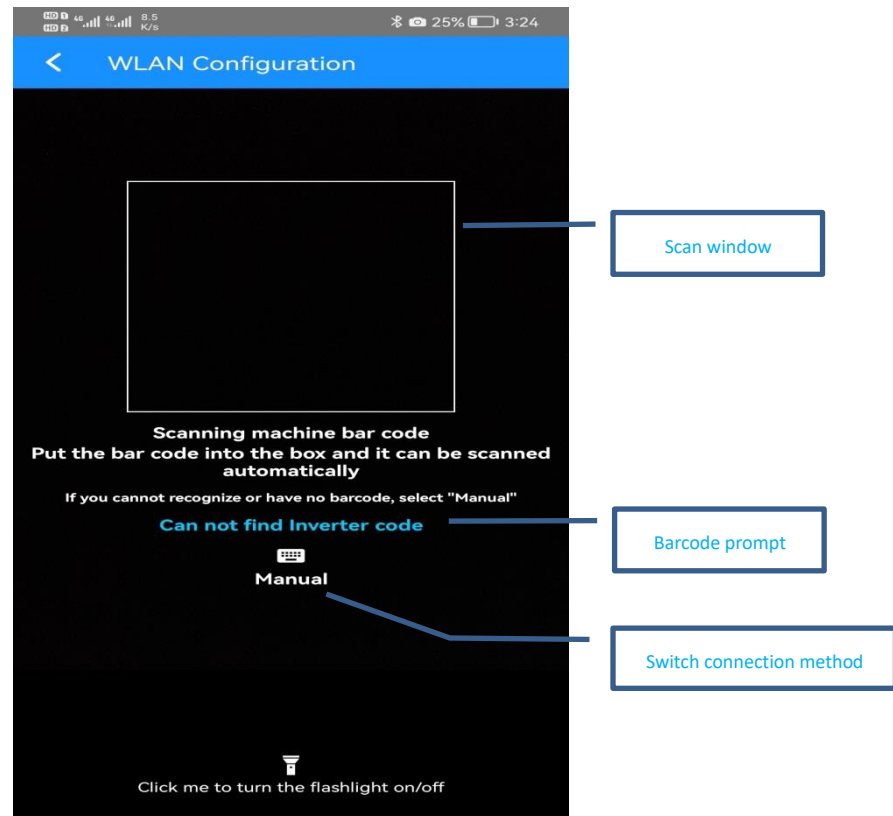 HD 1 4G 4G 8.5 25% 3:24
HD 2 K/s
WLAN Configuration
Scan window
Scanning machine bar code
Put the bar code into the box and it can be scanned
automatically
If you cannot recognize or have no barcode, select "Manual"
Can not find Inverter code
Barcode prompt
Manual
Switch connection method
Click me to turn the flashlight on/off